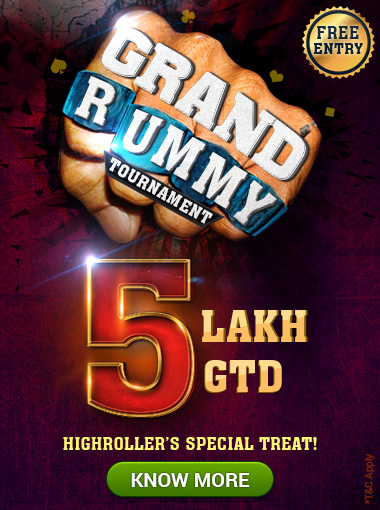 FREE
ENTRY
GRAND
RUMMY
TOURNAMENT
5 LAKH
GTD
HIGHROLLER'S SPECIAL TREAT!
KNOW MORE
*T&C Apply